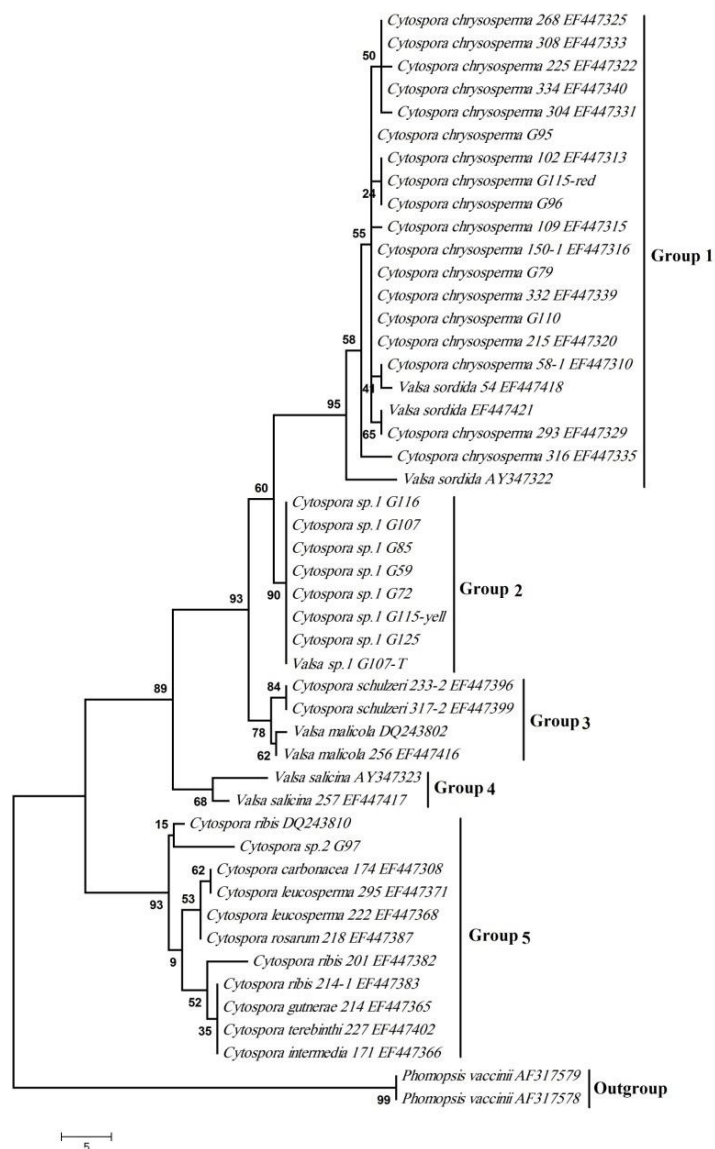 Cytospora chrysosperma 268 EF447325
Cytospora chrysosperma 308 EF447333
50
Cytospora chrysosperma 225 EF447322
Cytospora chrysosperma 334 EF447340
Cytospora chrysosperma 304 EF447331
Cytospora chrysosperma G95
Cytospora chrysosperma 102 EF447313
Cytospora chrysosperma G115-red
24
Cytospora chrysosperma G96
Cytospora chrysosperma 109 EF447315
55
Cytospora chrysosperma 150-1 EF447316
Group 1
Cytospora chrysosperma G79
Cytospora chrysosperma 332 EF447339
Cytospora chrysosperma G110
Cytospora chrysosperma 215 EF447320
58
Cytospora chrysosperma 58-1 EF447310
41
Valsa sordida 54 EF447418
95
Valsa sordida EF447421
65
Cytospora chrysosperma 293 EF447329
Cytospora chrysosperma 316 EF447335
Valsa sordida AY347322
60
Cytospora sp.1 G116
Cytospora sp.1 G107
Cytospora sp.1 G85
Cytospora sp.1 G59
Group 2
90
Cytospora sp.1 G72
93
Cytospora sp.1 G115-yell
Cytospora sp.1 G125
Valsa sp.1 G107-T
84
Cytospora schulzeri 233-2 EF447396
89
Cytospora schulzeri 317-2 EF447399
Group 3
78
Valsa malicola DQ243802
62
Valsa malicola 256 EF447416
Valsa salicina AY347323
Group 4
68
Valsa salicina 257 EF447417
15
Cytospora ribis DQ243810
Cytospora sp.2 G97
62
Cytospora carbonacea 174 EF447308
Cytospora leucosperma 295 EF447371
53
93
Cytospora leucosperma 222 EF447368
Group 5
Cytospora rosarum 218 EF447387
9
Cytospora ribis 201 EF447382
Cytospora ribis 214-1 EF447383
52
Cytospora gutnerae 214 EF447365
35
Cytospora terebinthi 227 EF447402
Cytospora intermedia 171 EF447366
Phomopsis vaccinii AF317579
Outgroup
99
Phomopsis vaccinii AF317578
5